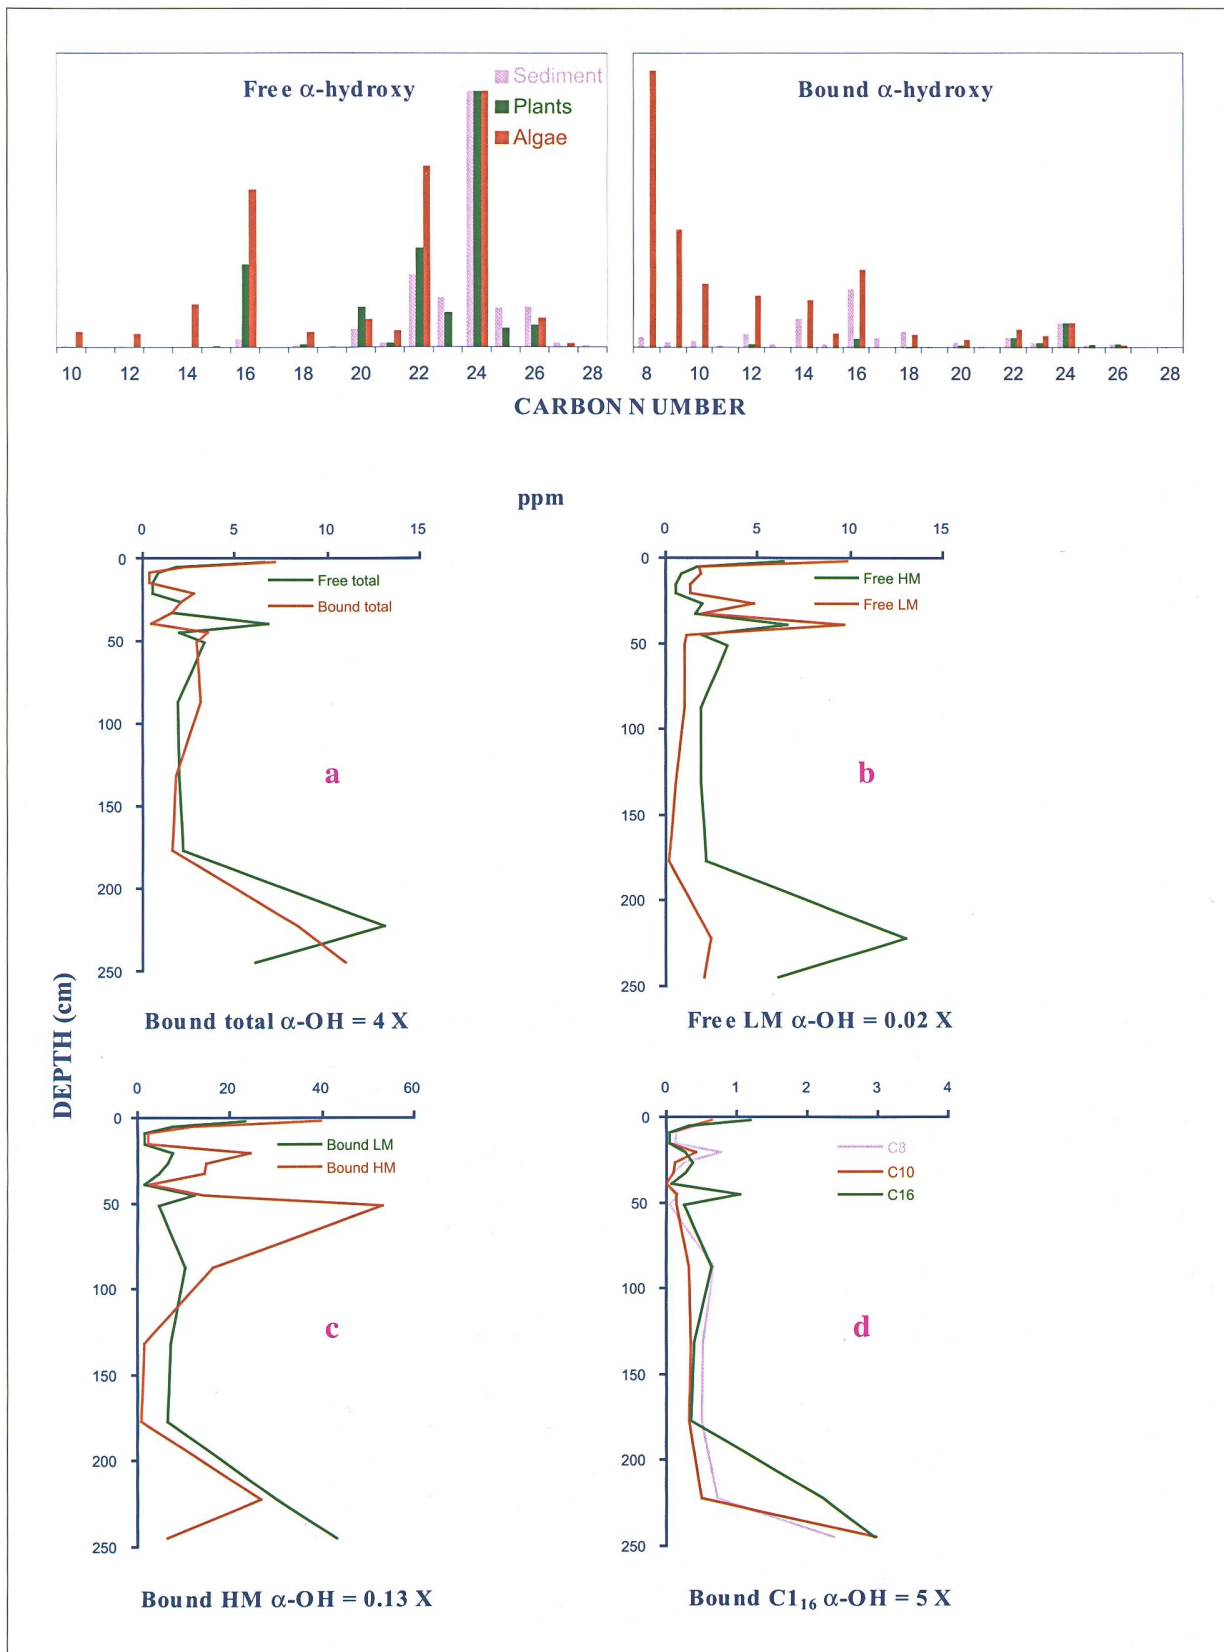 Free α-hydroxy
Sediment
Plants
Algae
Bound α-hydroxy
10 12 14 16 18 20 22 24 26 28
8 10 12 14 16 18 20 22 24 26 28
CARBON NUMBER
ppm
0 5 10 15
0 5 10 15
0
50
100
150
200
250
Free total
Bound total
a
0
50
100
150
200
250
Free HM
Free LM
b
DEPTH (cm)
Bound total α-OH = 4 X
Free LM α-OH = 0.02 X
0 20 40 60
0 1 2 3 4
0
50
100
150
200
250
Bound LM
Bound HM
c
0
50
100
150
200
250
C8
C10
C16
d
Bound HM α-OH = 0.13 X
Bound C1₁₆ α-OH = 5 X